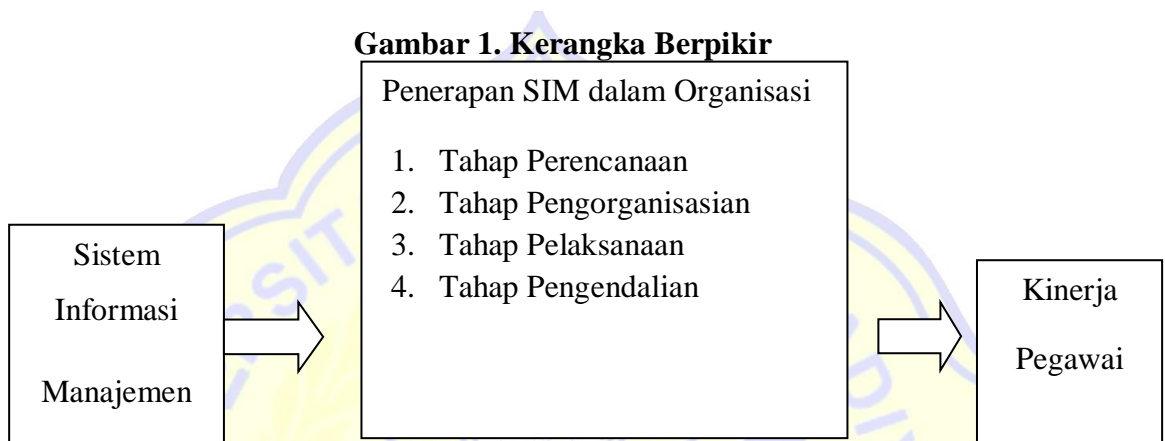 Gambar 1. Kerangka Berpikir
Penerapan SIM dalam Organisasi
1. Tahap Perencanaan
2. Tahap Pengorganisasian
3. Tahap Pelaksanaan
4. Tahap Pengendalian
Sistem
Informasi
Manajemen
Kinerja
Pegawai